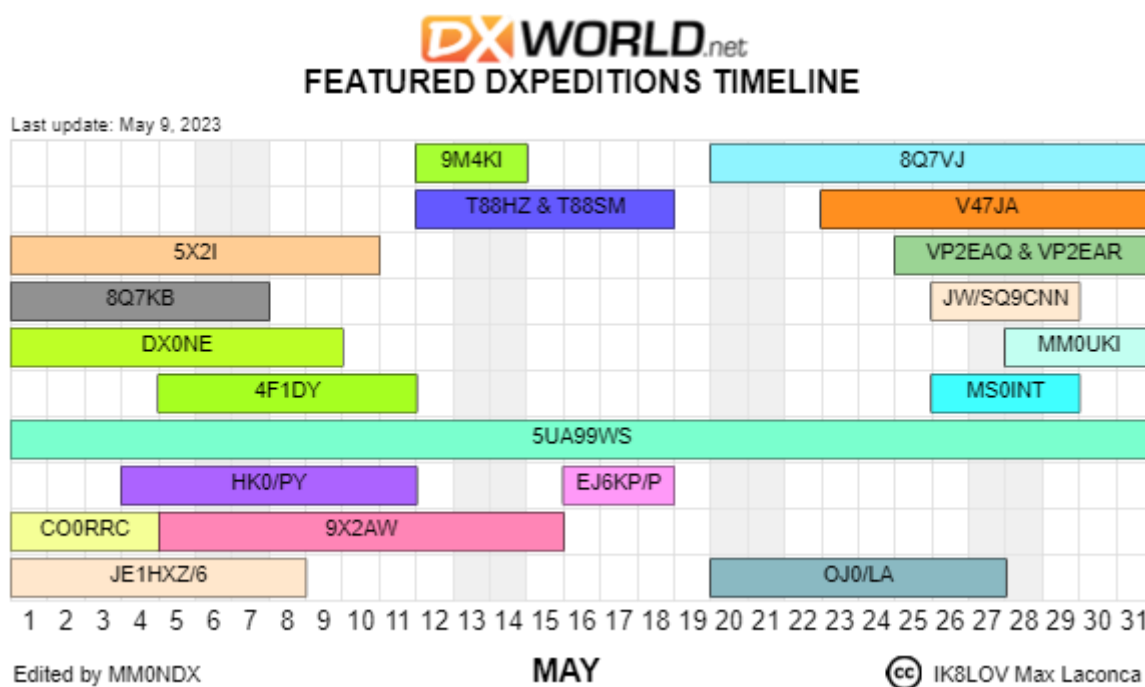 DX WORLD.net
FEATURED DXPEDITIONS TIMELINE
Last update: May 9, 2023
9M4KI 8Q7VJ
T88HZ & T88SM V47JA
5X2I VP2EAQ & VP2EAR
8Q7KB JW/SQ9CNN
DX0NE MM0UKI
4F1DY MS0INT
5UA99WS
HK0/PY EJ6KP/P
CO0RRC 9X2AW
JE1HXZ/6 OJ0/LA
1 2 3 4 5 6 7 8 9 10 11 12 13 14 15 16 17 18 19 20 21 22 23 24 25 26 27 28 29 30 31
Edited by MM0NDX MAY cc IK8LOV Max Laconca